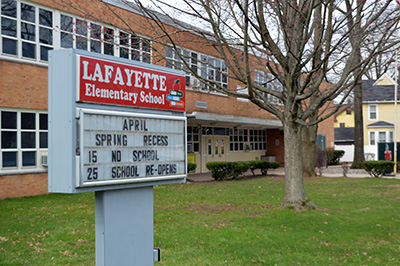 LAFAYETTE
Elementary School
APRIL
SPRING RECESS
15 NO SCHOOL
25 SCHOOL RE-OPENS